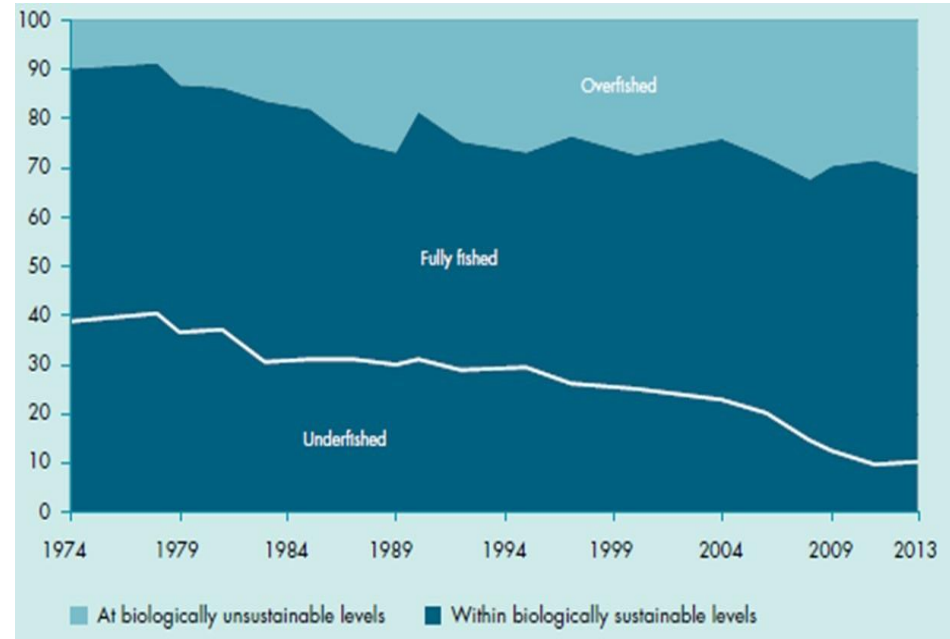 100
90
80
70
60
50
40
30
20
10
0
Overfished
Fully fished
Underfished
1974 1979 1984 1989 1994 1999 2004 2009 2013
At biologically unsustainable levels Within biologically sustainable levels